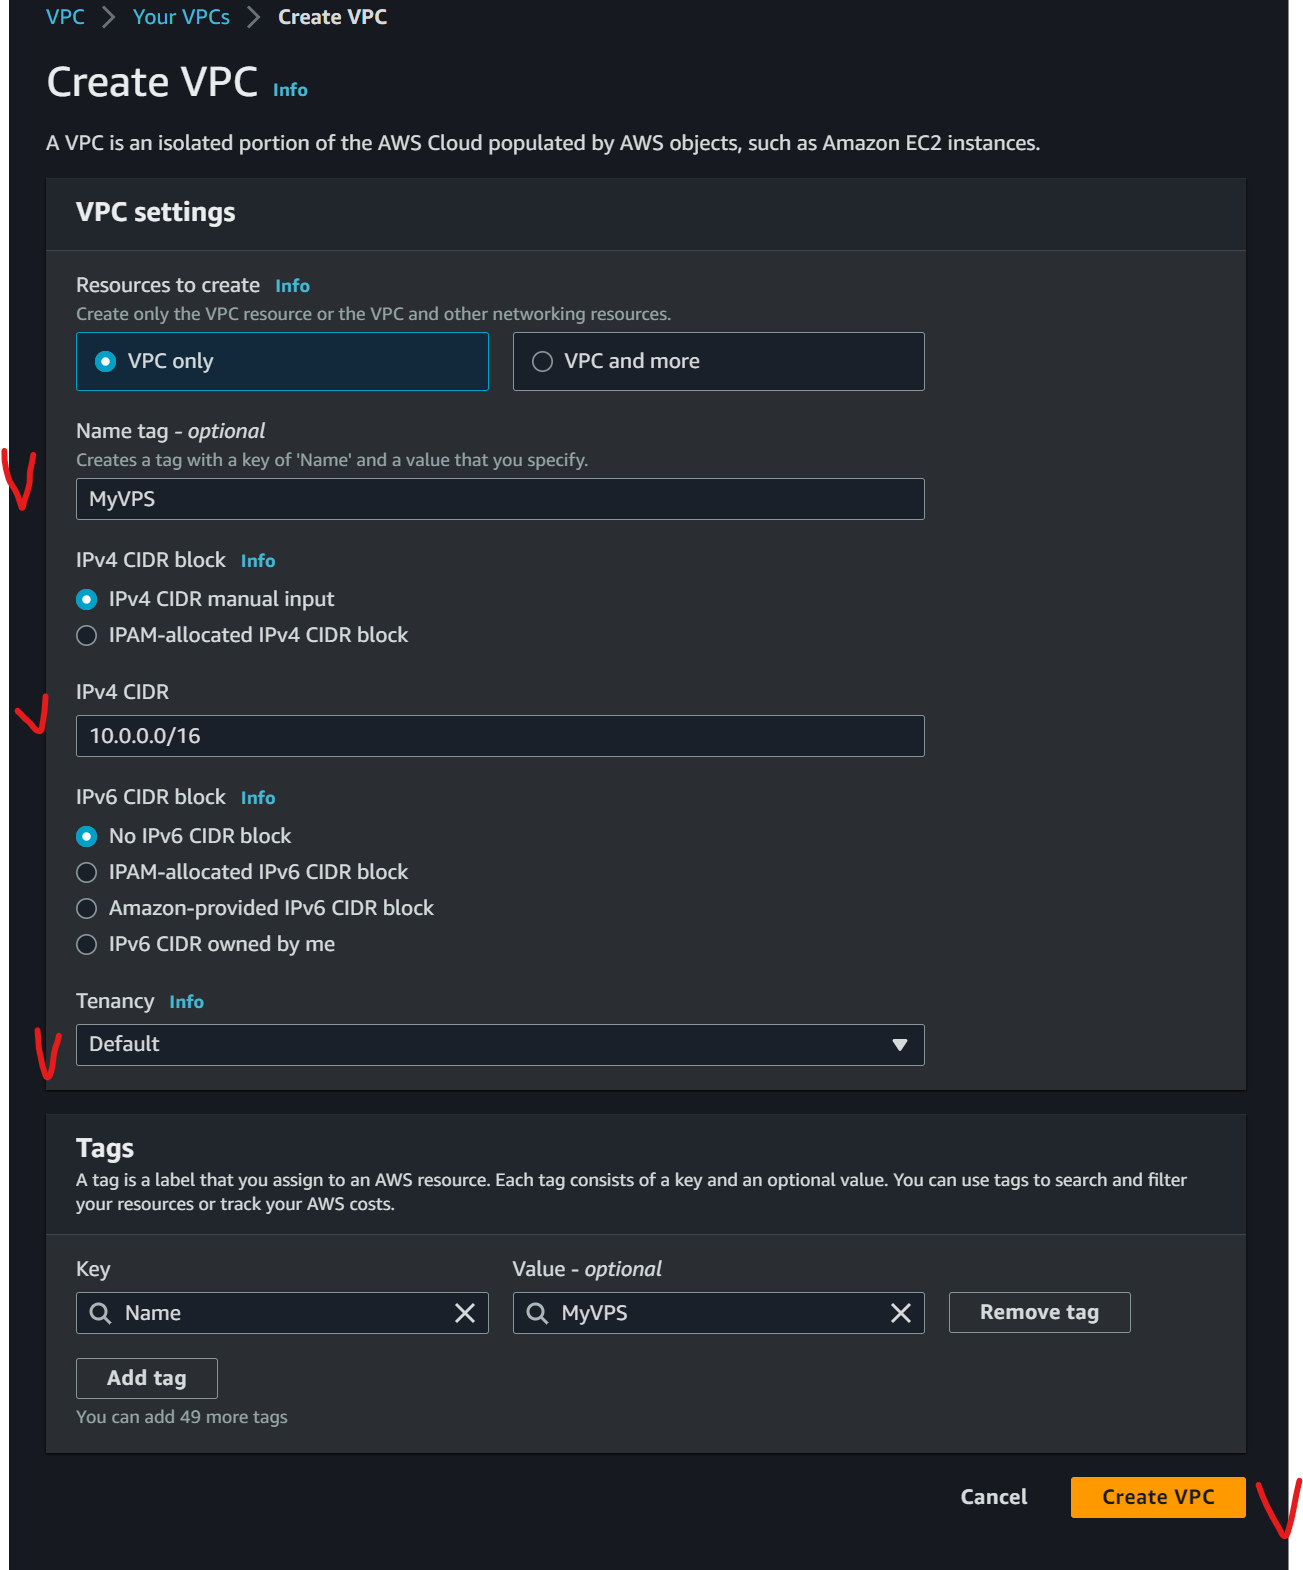 VPC > Your VPCs > Create VPC
Create VPC Info
A VPC is an isolated portion of the AWS Cloud populated by AWS objects, such as Amazon EC2 instances.
VPC settings
Resources to create Info
Create only the VPC resource or the VPC and other networking resources.
VPC only VPC and more
Name tag - optional
Creates a tag with a key of 'Name' and a value that you specify.
MyVPS
IPv4 CIDR block Info
IPv4 CIDR manual input
IPAM-allocated IPv4 CIDR block
IPv4 CIDR
10.0.0.0/16
IPv6 CIDR block Info
No IPv6 CIDR block
IPAM-allocated IPv6 CIDR block
Amazon-provided IPv6 CIDR block
IPv6 CIDR owned by me
Tenancy Info
Default
Tags
A tag is a label that you assign to an AWS resource. Each tag consists of a key and an optional value. You can use tags to search and filter
your resources or track your AWS costs.
Key Value - optional
Name MyVPS Remove tag
Add tag
You can add 49 more tags
Cancel Create VPC